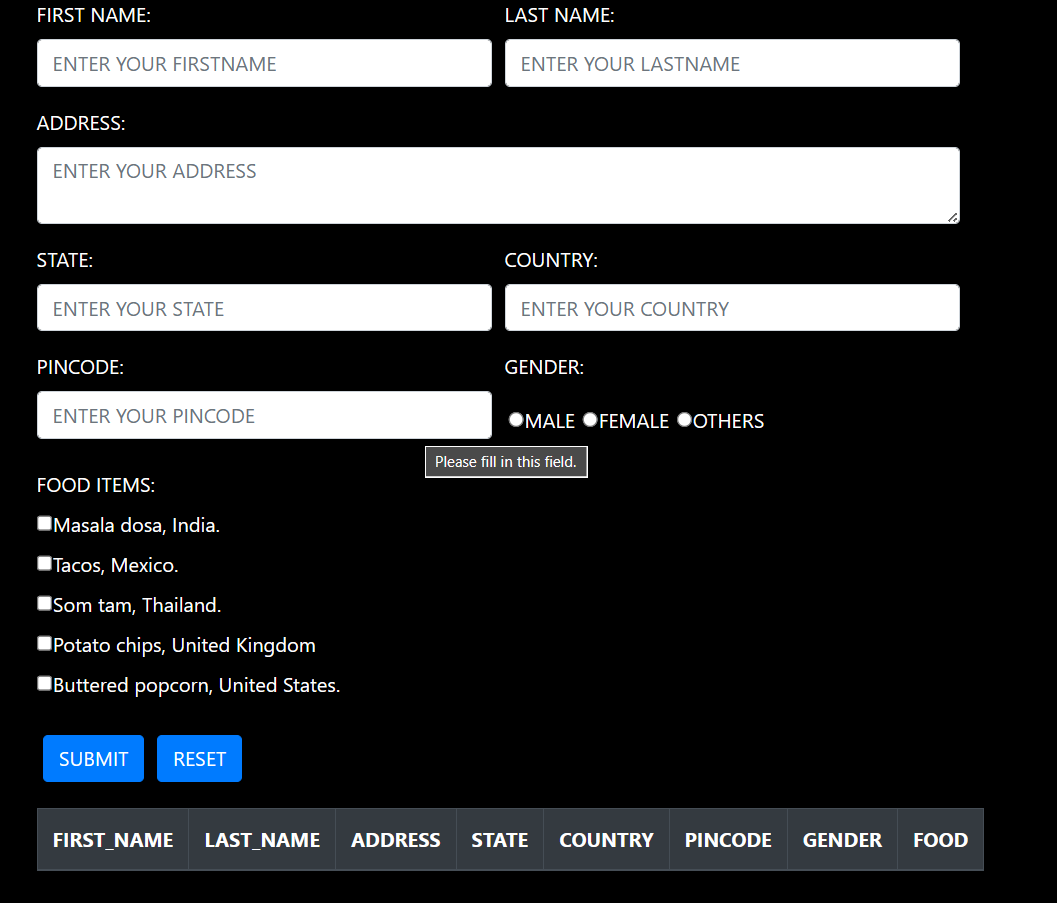 FIRST NAME: LAST NAME:
ENTER YOUR FIRSTNAME ENTER YOUR LASTNAME
ADDRESS:
ENTER YOUR ADDRESS
STATE: COUNTRY:
ENTER YOUR STATE ENTER YOUR COUNTRY
PINCODE: GENDER:
ENTER YOUR PINCODE MALE FEMALE OTHERS
Please fill in this field.
FOOD ITEMS:
Masala dosa, India.
Tacos, Mexico.
Som tam, Thailand.
Potato chips, United Kingdom
Buttered popcorn, United States.
SUBMIT RESET
FIRST_NAME LAST_NAME ADDRESS STATE COUNTRY PINCODE GENDER FOOD